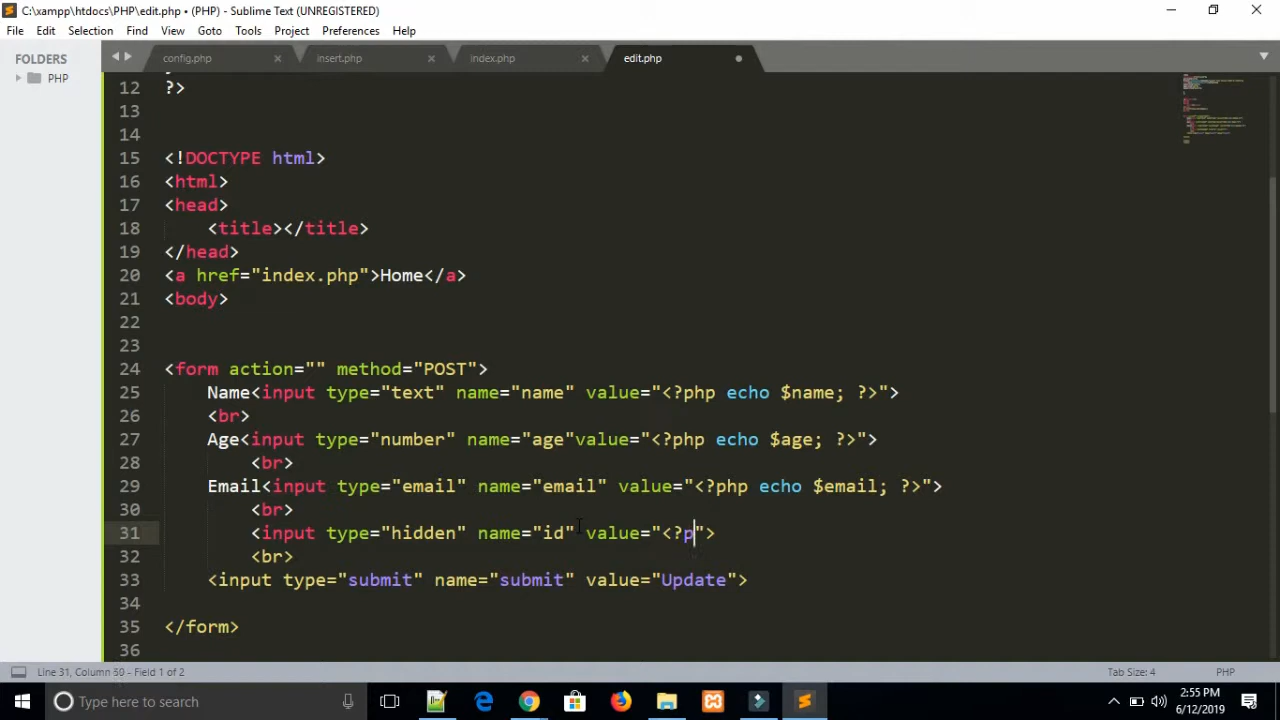 C:\xampp\htdocs\PHP\edit.php • (PHP) - Sublime Text (UNREGISTERED)
File Edit Selection Find View Goto Tools Project Preferences Help
FOLDERS
PHP
config.php insert.php index.php edit.php
12 ?>
13
14
15 <!DOCTYPE html>
16 <html>
17 <head>
18 <title></title>
19 </head>
20 <a href="index.php">Home</a>
21 <body>
22
23
24 <form action="" method="POST">
25 Name<input type="text" name="name" value="<?php echo $name; ?>">
26 <br>
27 Age<input type="number" name="age"value="<?php echo $age; ?>">
28 <br>
29 Email<input type="email" name="email" value="<?php echo $email; ?>">
30 <br>
31 <input type="hidden" name="id" value="<?p">
32 <br>
33 <input type="submit" name="submit" value="Update">
34
35 </form>
36
Line 31, Column 50 - Field 1 of 2 Tab Size: 4 PHP
Type here to search
2:55 PM
6/12/2019